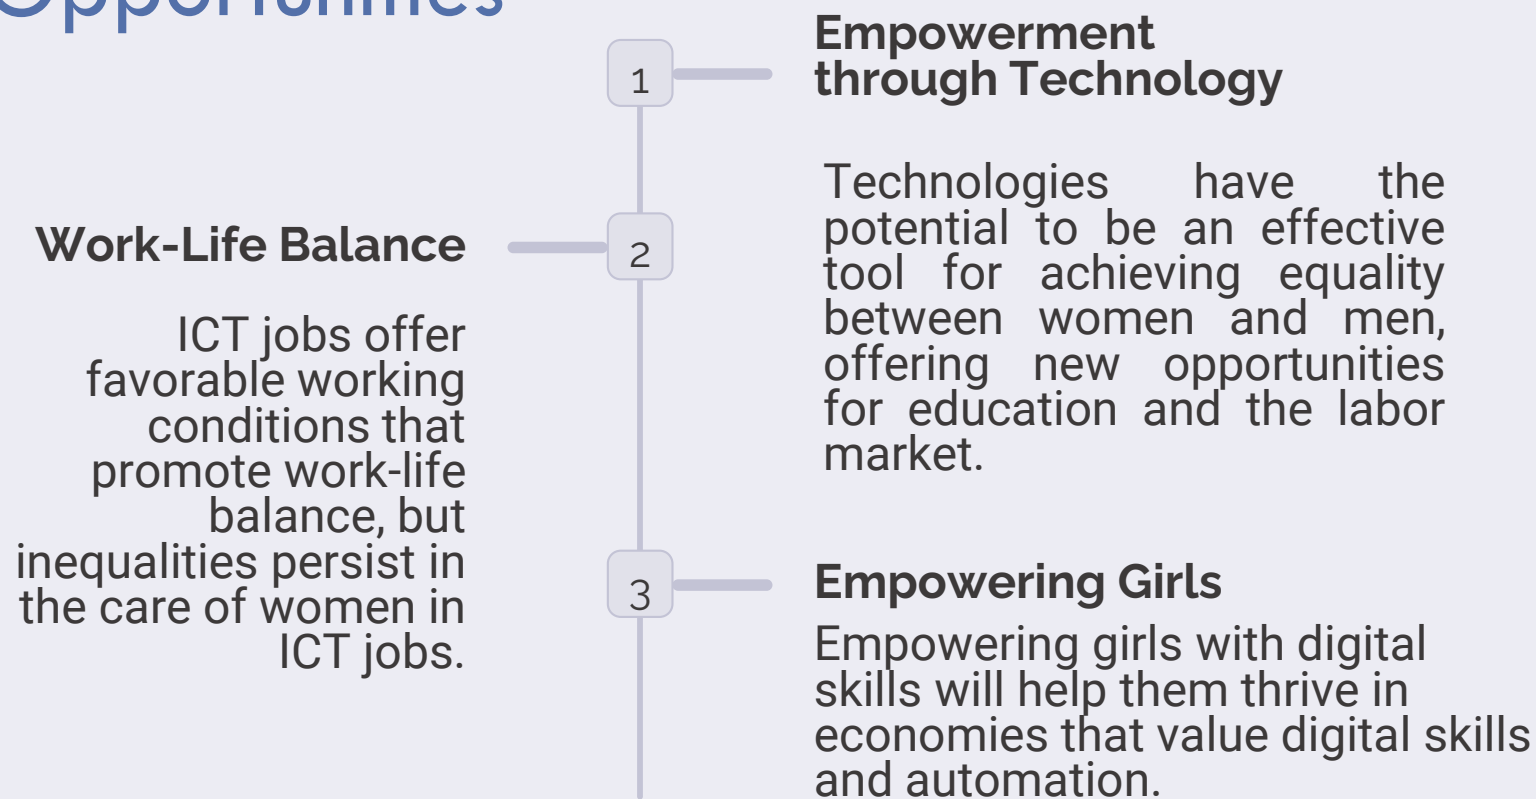 Opportunities
1
Empowerment
through Technology
Technologies have the
potential to be an effective
tool for achieving equality
between women and men,
offering new opportunities
for education and the labor
market.
2
Work-Life Balance
ICT jobs offer
favorable working
conditions that
promote work-life
balance, but
inequalities persist in
the care of women in
ICT jobs.
3
Empowering Girls
Empowering girls with digital
skills will help them thrive in
economies that value digital skills
and automation.